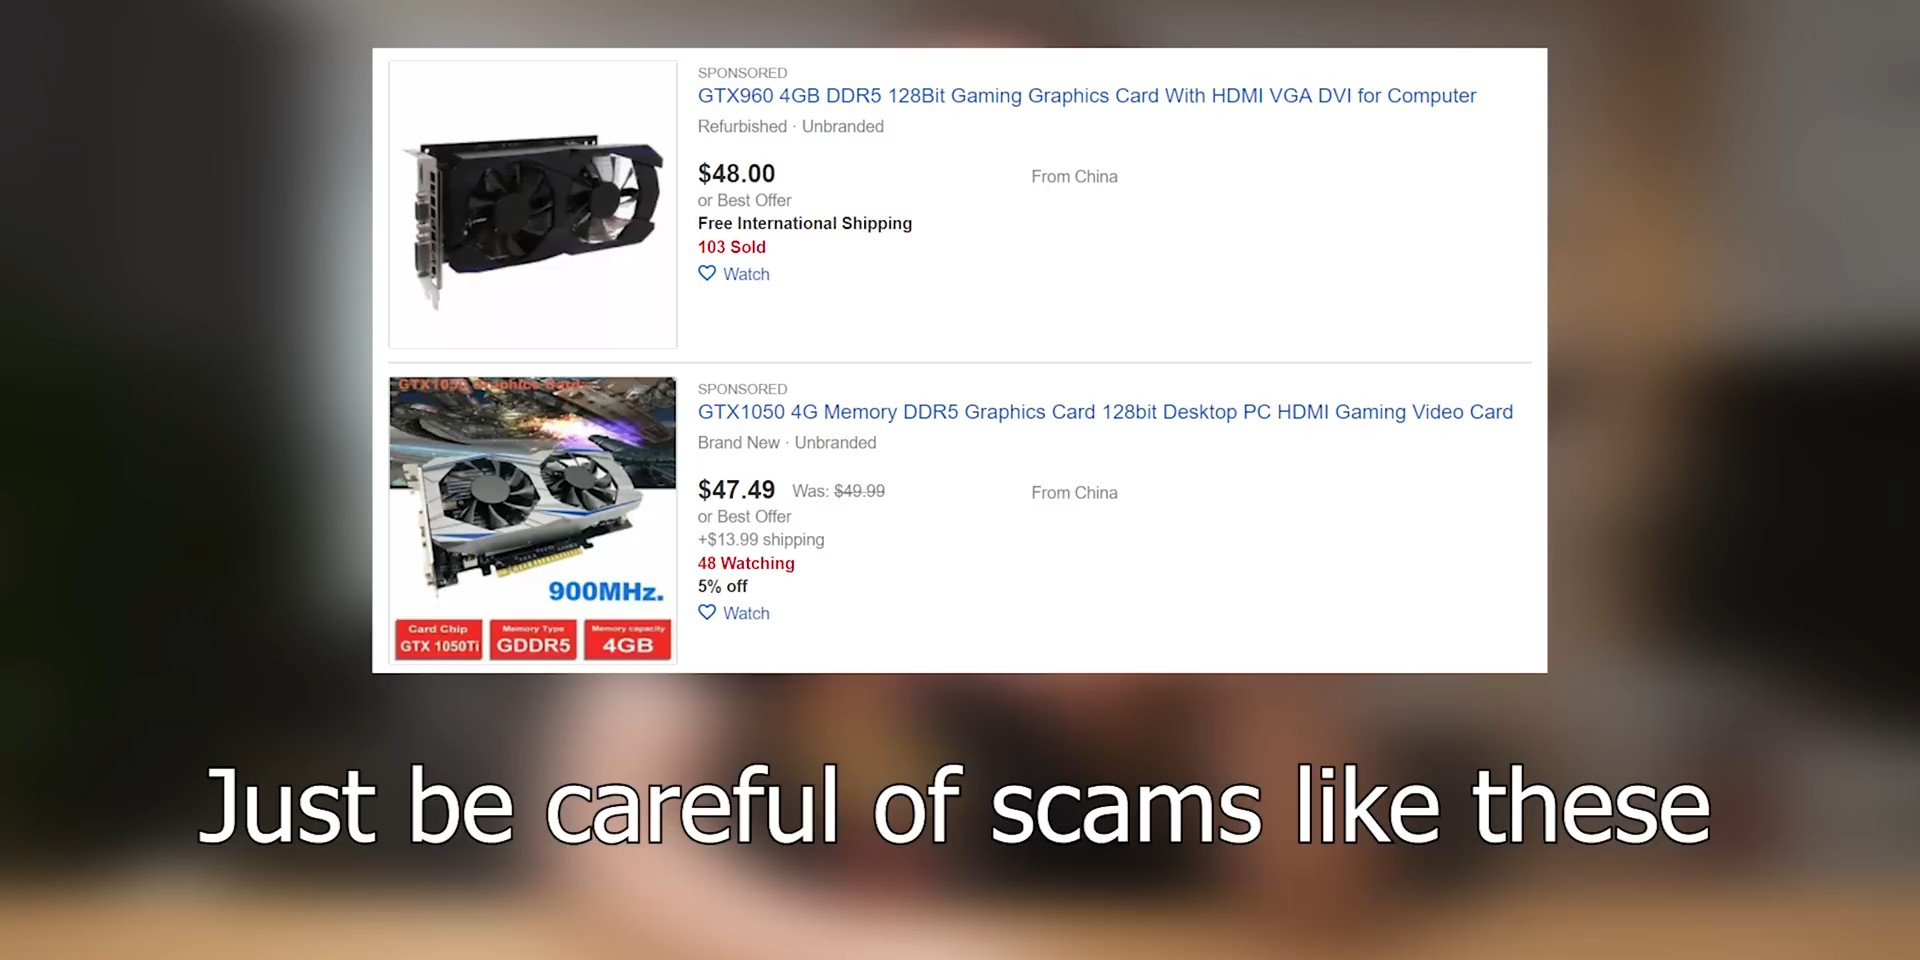 SPONSORED
GTX960 4GB DDR5 128Bit Gaming Graphics Card With HDMI VGA DVI for Computer
Refurbished · Unbranded
$48.00
From China
or Best Offer
Free International Shipping
103 Sold
Watch
GTX1050 Graphics Card
900MHz.
Card Chip
GTX 1050Ti
Memory Type
GDDR5
Memory capacity
4GB
SPONSORED
GTX1050 4G Memory DDR5 Graphics Card 128bit Desktop PC HDMI Gaming Video Card
Brand New · Unbranded
$47.49 Was: $49.99
From China
or Best Offer
+$13.99 shipping
48 Watching
5% off
Watch
Just be careful of scams like these